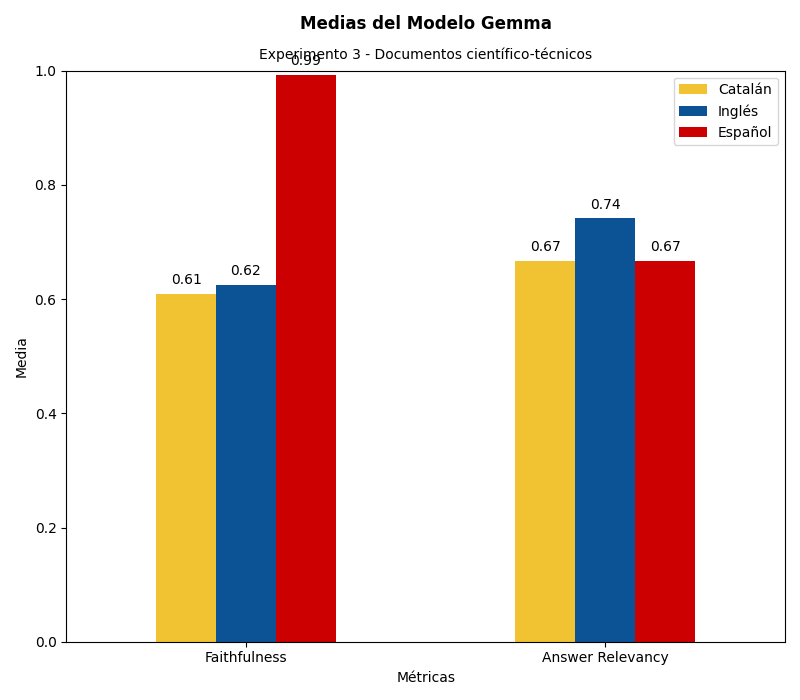 Medias del Modelo Gemma
Experimento 3 - Documentos científico-técnicos
Catalán
Inglés
Español
1.0
0.8
0.6
0.4
0.2
0.0
Media
0.61
0.62
0.99
0.67
0.74
0.67
Faithfulness
Answer Relevancy
Métricas